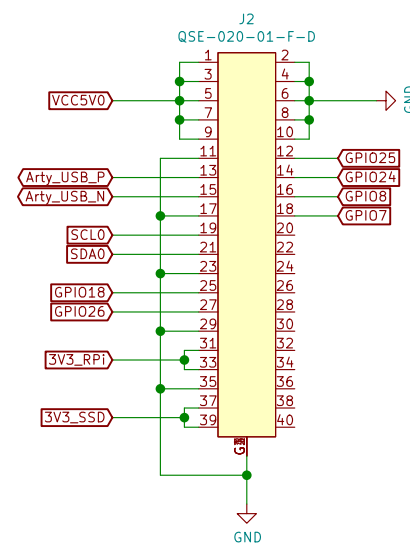 J2
QSE-020-01-F-D
1 2
3 4
VCC5V0 5 6 GND
7 8
9 10
11 12 GPIO25
Arty_USB_P 13 14 GPIO24
Arty_USB_N 15 16 GPIO8
17 18 GPIO7
SCL0 19 20
SDA0 21 22
23 24
GPIO18 25 26
GPIO26 27 28
29 30
31 32
3V3_RPi
33 34
35 36
37 38
3V3_SSD
39 40
GND